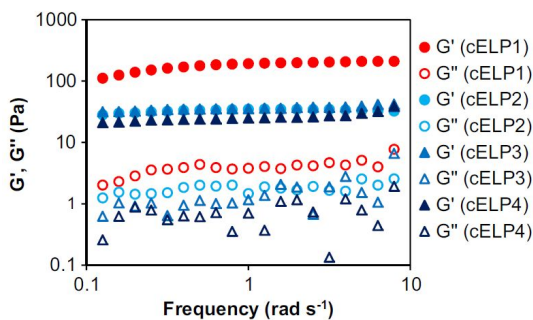 1000
100
10
1
0.1
G', G" (Pa)
0.1
1
10
Frequency (rad s-1)
G' (cELP1)
G" (cELP1)
G' (cELP2)
G" (cELP2)
G' (cELP3)
G" (cELP3)
G' (cELP4)
G" (cELP4)